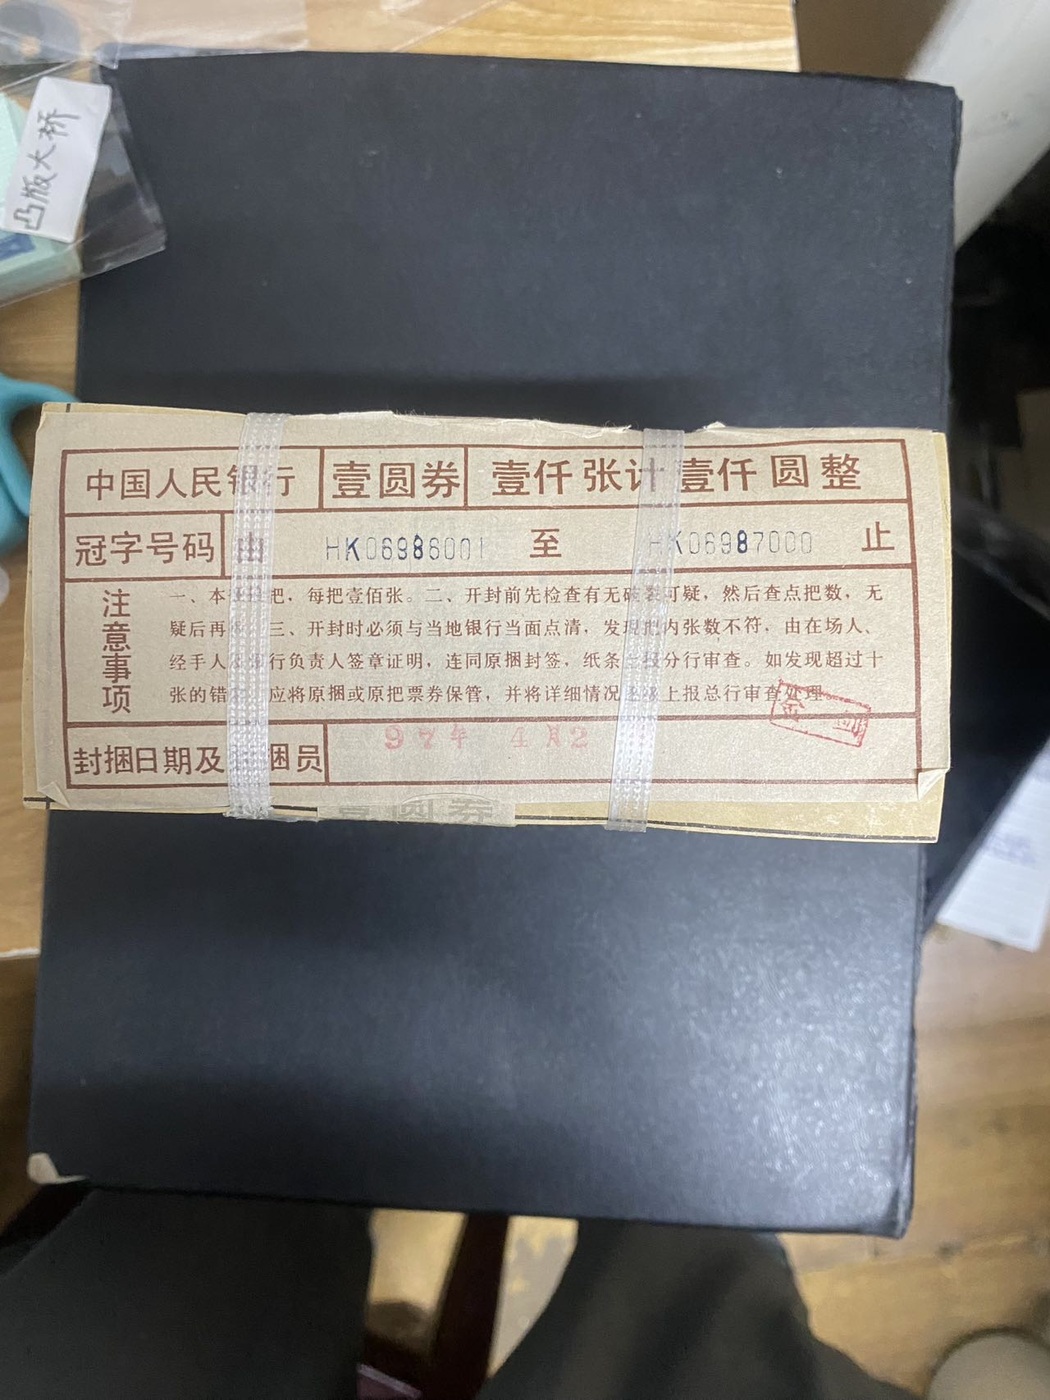 凸版大桥
中国人民银行 壹圆券 壹仟张计壹仟圆整
冠字号码 由 HK06986001 至 HK06987000 止
注意事项
一、本 把，每把壹佰张。二、开封前先检查有无破 可疑，然后查点把数，无
疑后再 三、开封时必须与当地银行当面点清，发现把内张数不符，由在场人、
经手人 行负责人签章证明，连同原捆封签，纸条 分行审查。如发现超过十
张的错 应将原捆或原把票券保管，并将详细情况 上报总行审查处理
封捆日期及 捆员 974 4 2
圆券